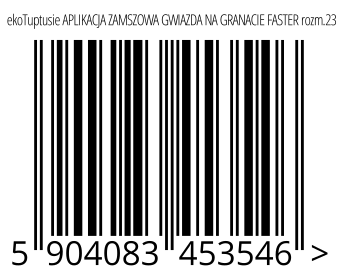 ekoTuptusie APLIKACJA ZAMSZOWA GWIAZDA NA GRANACIE FASTER rozm.23
5 904083 453546 >